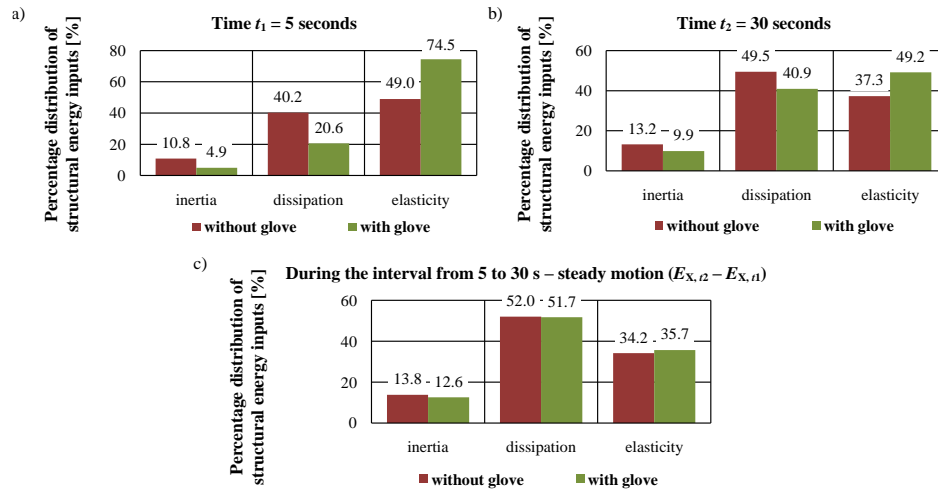 a)
Time t₁ = 5 seconds
Percentage distribution of
structural energy inputs [%]
80
60
40
20
0
10.8
4.9
40.2
20.6
49.0
74.5
inertia
dissipation
elasticity
without glove
with glove
b)
Time t₂ = 30 seconds
Percentage distribution of
structural energy inputs [%]
60
40
20
0
13.2
9.9
49.5
40.9
37.3
49.2
inertia
dissipation
elasticity
without glove
with glove
c)
During the interval from 5 to 30 s – steady motion (E_X, t2 – E_X, t1)
Percentage distribution of
structural energy inputs [%]
60
40
20
0
13.8
12.6
52.0
51.7
34.2
35.7
inertia
dissipation
elasticity
without glove
with glove